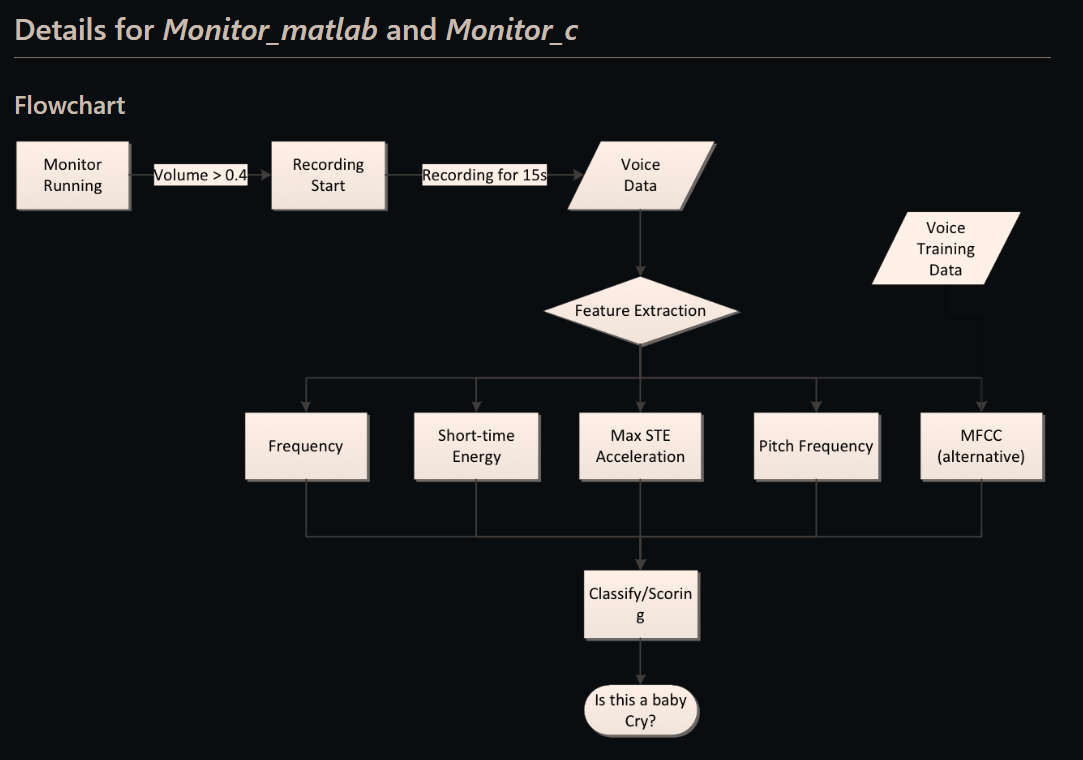 Details for Monitor_matlab and Monitor_c
Flowchart
Monitor
Running
Volume > 0.4
Recording
Start
Recording for 15s
Voice
Data
Voice
Training
Data
Feature Extraction
Frequency
Short-time
Energy
Max STE
Acceleration
Pitch Frequency
MFCC
(alternative)
Classify/Scorin
g
Is this a baby
Cry?